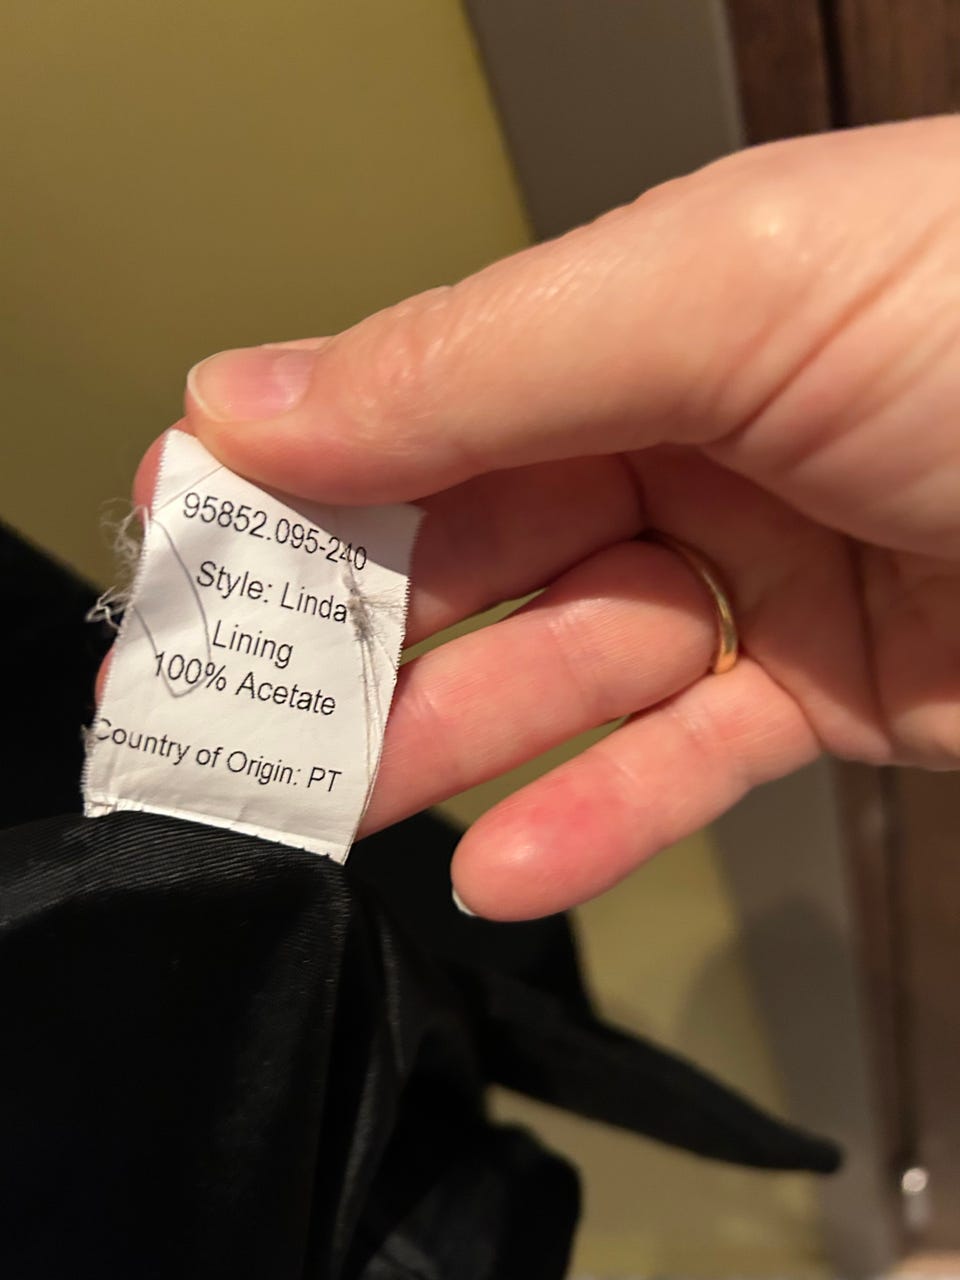 95852.095-240
Style: Linda
Lining
100% Acetate
Country of Origin: PT